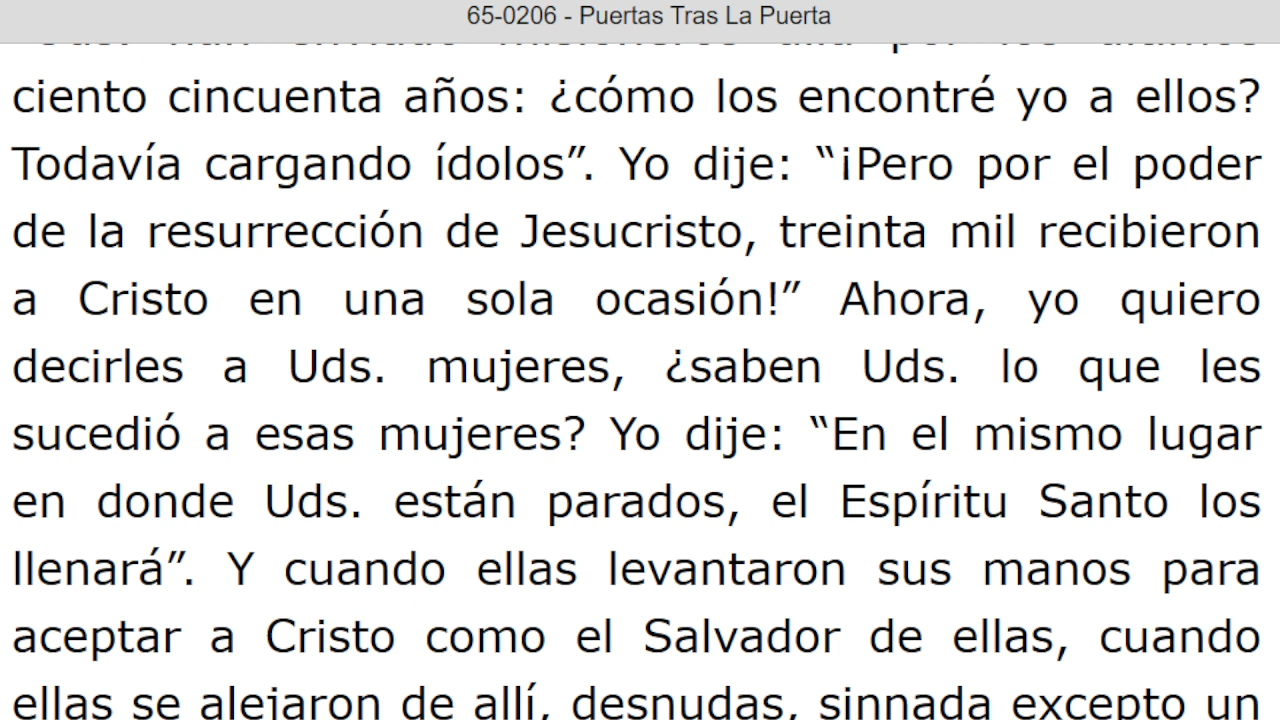 65-0206 - Puertas Tras La Puerta
ciento cincuenta años: ¿cómo los encontré yo a ellos?
Todavía cargando ídolos”. Yo dije: “¡Pero por el poder
de la resurrección de Jesucristo, treinta mil recibieron
a Cristo en una sola ocasión!” Ahora, yo quiero
decirles a Uds. mujeres, ¿saben Uds. lo que les
sucedió a esas mujeres? Yo dije: “En el mismo lugar
en donde Uds. están parados, el Espíritu Santo los
llenará”. Y cuando ellas levantaron sus manos para
aceptar a Cristo como el Salvador de ellas, cuando
ellas se alejaron de allí, desnudas, sinnada excepto un